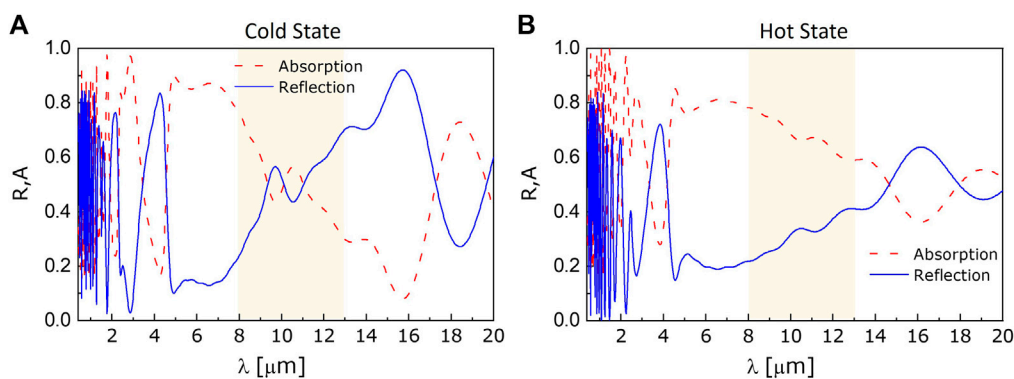 A
Cold State
R,A
1.0
0.8
0.6
0.4
0.2
0.0
Absorption
Reflection
2 4 6 8 10 12 14 16 18 20
λ [μm]
B
Hot State
R,A
1.0
0.8
0.6
0.4
0.2
0.0
Absorption
Reflection
2 4 6 8 10 12 14 16 18 20
λ [μm]